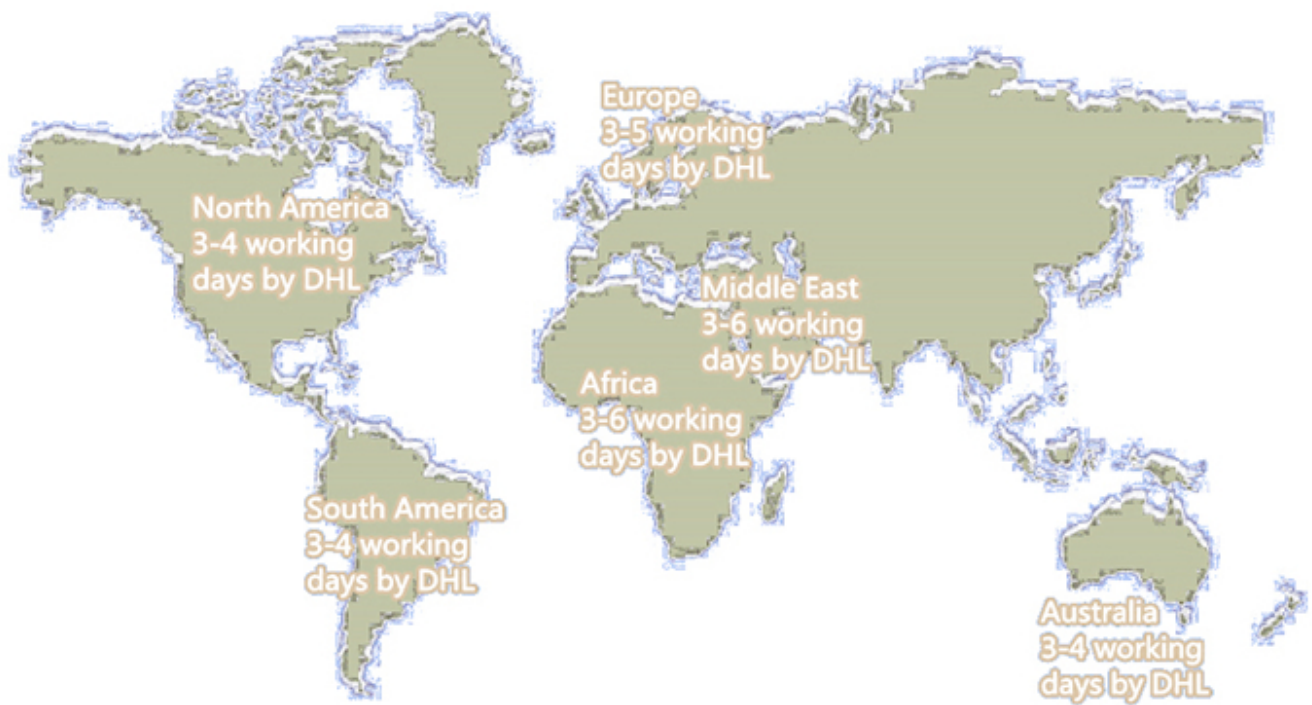 Europe
3-5 working
days by DHL
North America
3-4 working
days by DHL
Middle East
3-6 working
days by DHL
Africa
3-6 working
days by DHL
South America
3-4 working
days by DHL
Australia
3-4 working
days by DHL